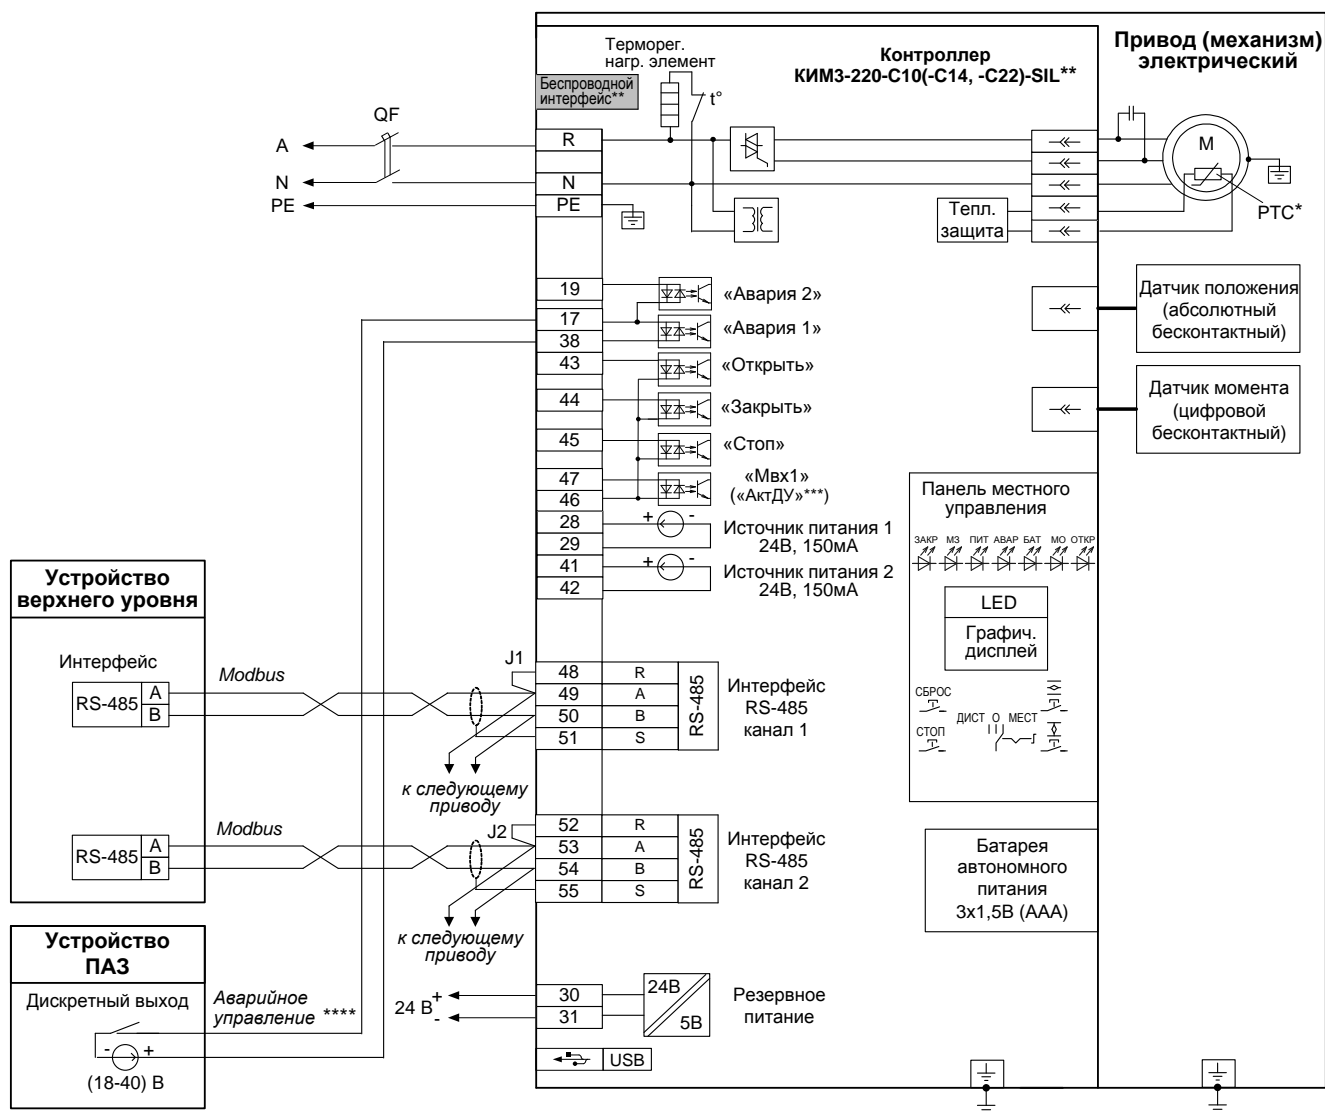 Привод (механизм)
электрический
Контроллер
КИМ3-220-С10(-С14, -С22)-SIL**
Терморег.
нагр. элемент
Беспроводной
интерфейс**
t°
QF
A
N
PE
R
N
PE
M
PTC*
Тепл.
защита
19
17
38
43
44
45
47
46
28
29
41
42
«Авария 2»
«Авария 1»
«Открыть»
«Закрыть»
«Стоп»
«Мвх1»
(«АктДУ»***)
+ -
Источник питания 1
24В, 150мА
+ -
Источник питания 2
24В, 150мА
Датчик положения
(абсолютный
бесконтактный)
Датчик момента
(цифровой
бесконтактный)
Панель местного
управления
ЗАКР МЗ ПИТ АВАР БАТ МО ОТКР
LED
Графич.
дисплей
СБРОС
СТОП
ДИСТ О МЕСТ
Батарея
автономного
питания
3х1,5В (ААА)
Устройство
верхнего уровня
Интерфейс
RS-485
A
B
Modbus
J1
48 R
49 A
50 B
51 S
RS-485
Интерфейс
RS-485
канал 1
к следующему
приводу
RS-485
A
B
Modbus
J2
52 R
53 A
54 B
55 S
RS-485
Интерфейс
RS-485
канал 2
к следующему
приводу
Устройство
ПАЗ
Дискретный выход
- +
(18-40) В
Аварийное
управление ****
24 В
+
-
30
31
24В
5В
Резервное
питание
USB